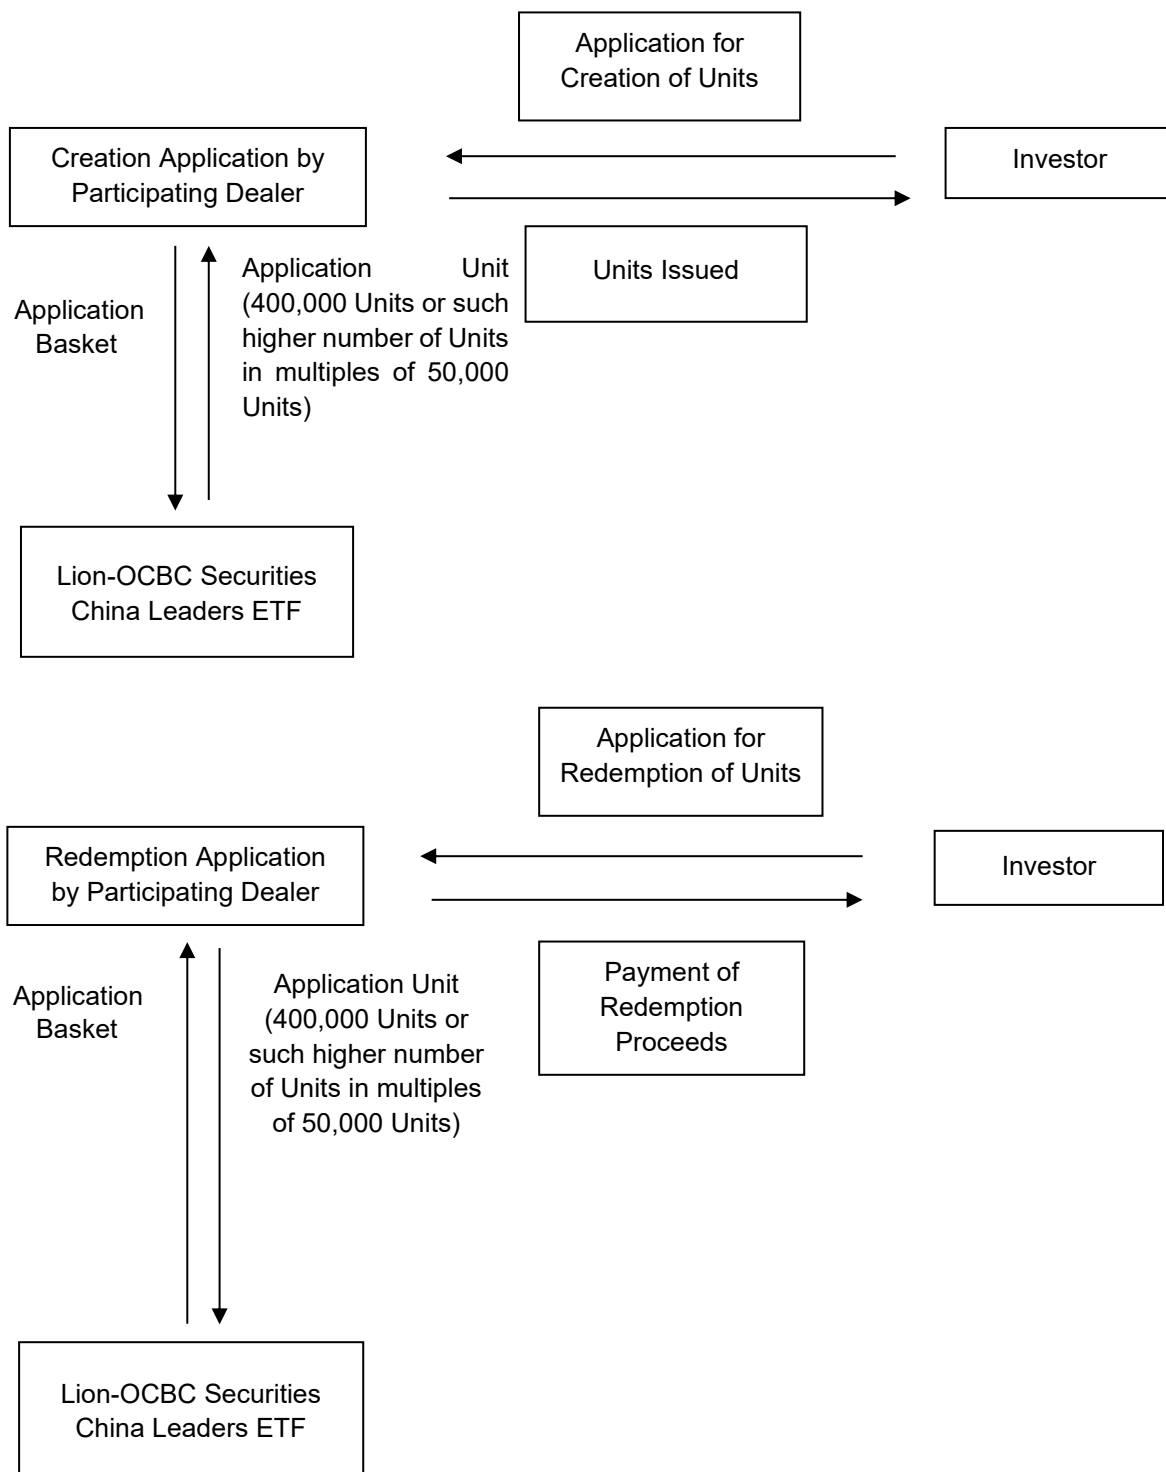 Application for
Creation of Units
Creation Application by
Participating Dealer
Investor
Units Issued
Application
Basket
Application Unit
(400,000 Units or such
higher number of Units
in multiples of 50,000
Units)
Lion-OCBC Securities
China Leaders ETF
Application for
Redemption of Units
Redemption Application
by Participating Dealer
Investor
Payment of
Redemption
Proceeds
Application
Basket
Application Unit
(400,000 Units or
such higher number
of Units in multiples
of 50,000 Units)
Lion-OCBC Securities
China Leaders ETF